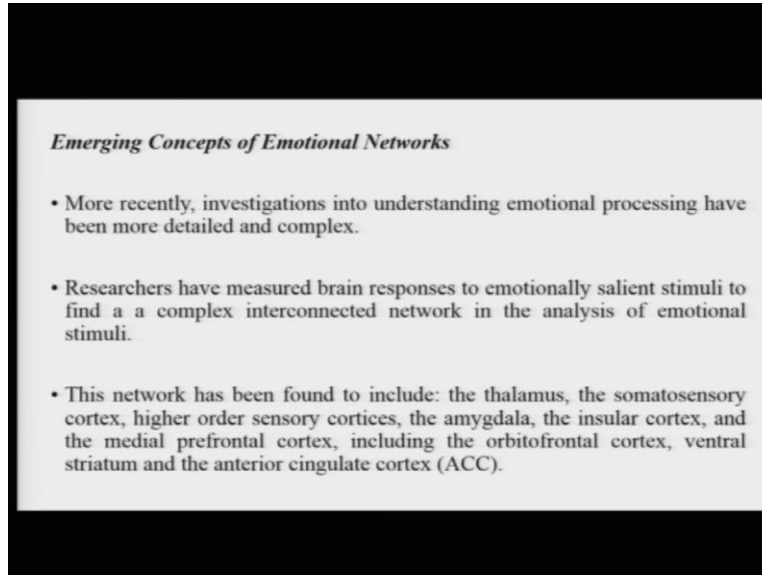 Emerging Concepts of Emotional Networks
• More recently, investigations into understanding emotional processing have
been more detailed and complex.
• Researchers have measured brain responses to emotionally salient stimuli to
find a a complex interconnected network in the analysis of emotional
stimuli.
• This network has been found to include: the thalamus, the somatosensory
cortex, higher order sensory cortices, the amygdala, the insular cortex, and
the medial prefrontal cortex, including the orbitofrontal cortex, ventral
striatum and the anterior cingulate cortex (ACC).